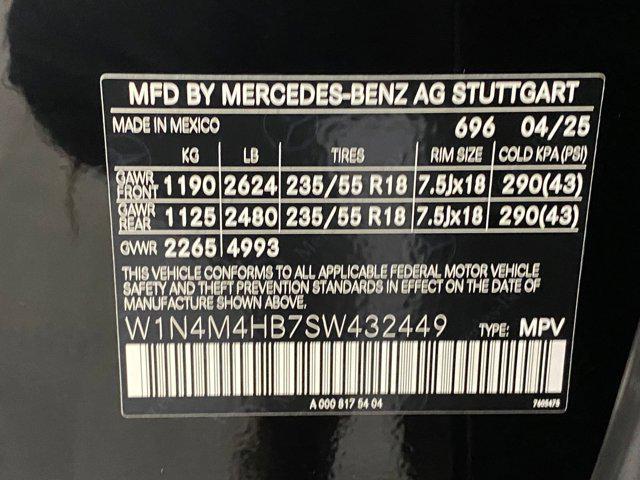 MFD BY MERCEDES-BENZ AG STUTTGART
MADE IN MEXICO 696 04/25
KG LB TIRES RIM SIZE COLD KPA(PSI)
GAWR FRONT 1190 2624 235/55 R18 7.5Jx18 290(43)
GAWR REAR 1125 2480 235/55 R18 7.5Jx18 290(43)
GVWR 2265 4993
THIS VEHICLE CONFORMS TO ALL APPLICABLE FEDERAL MOTOR VEHICLE
SAFETY AND THEFT PREVENTION STANDARDS IN EFFECT ON THE DATE OF
MANUFACTURE SHOWN ABOVE.
W1N4M4HB7SW432449 TYPE: MPV
A 000 817 54 04